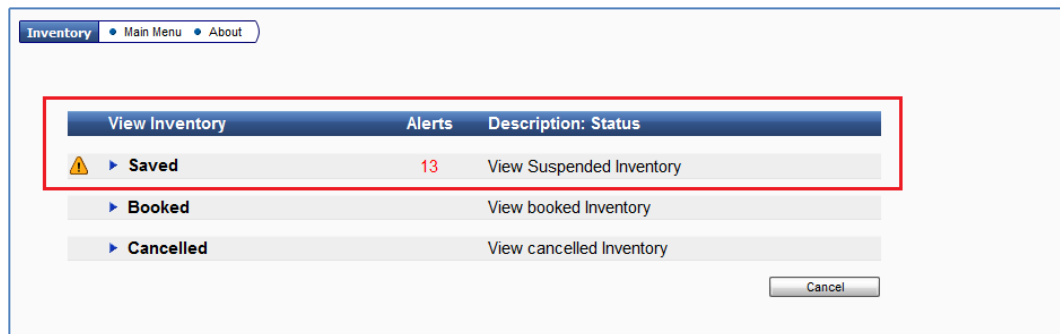 Inventory • Main Menu • About
View Inventory Alerts Description: Status
Saved 13 View Suspended Inventory
Booked View booked Inventory
Cancelled View cancelled Inventory
Cancel